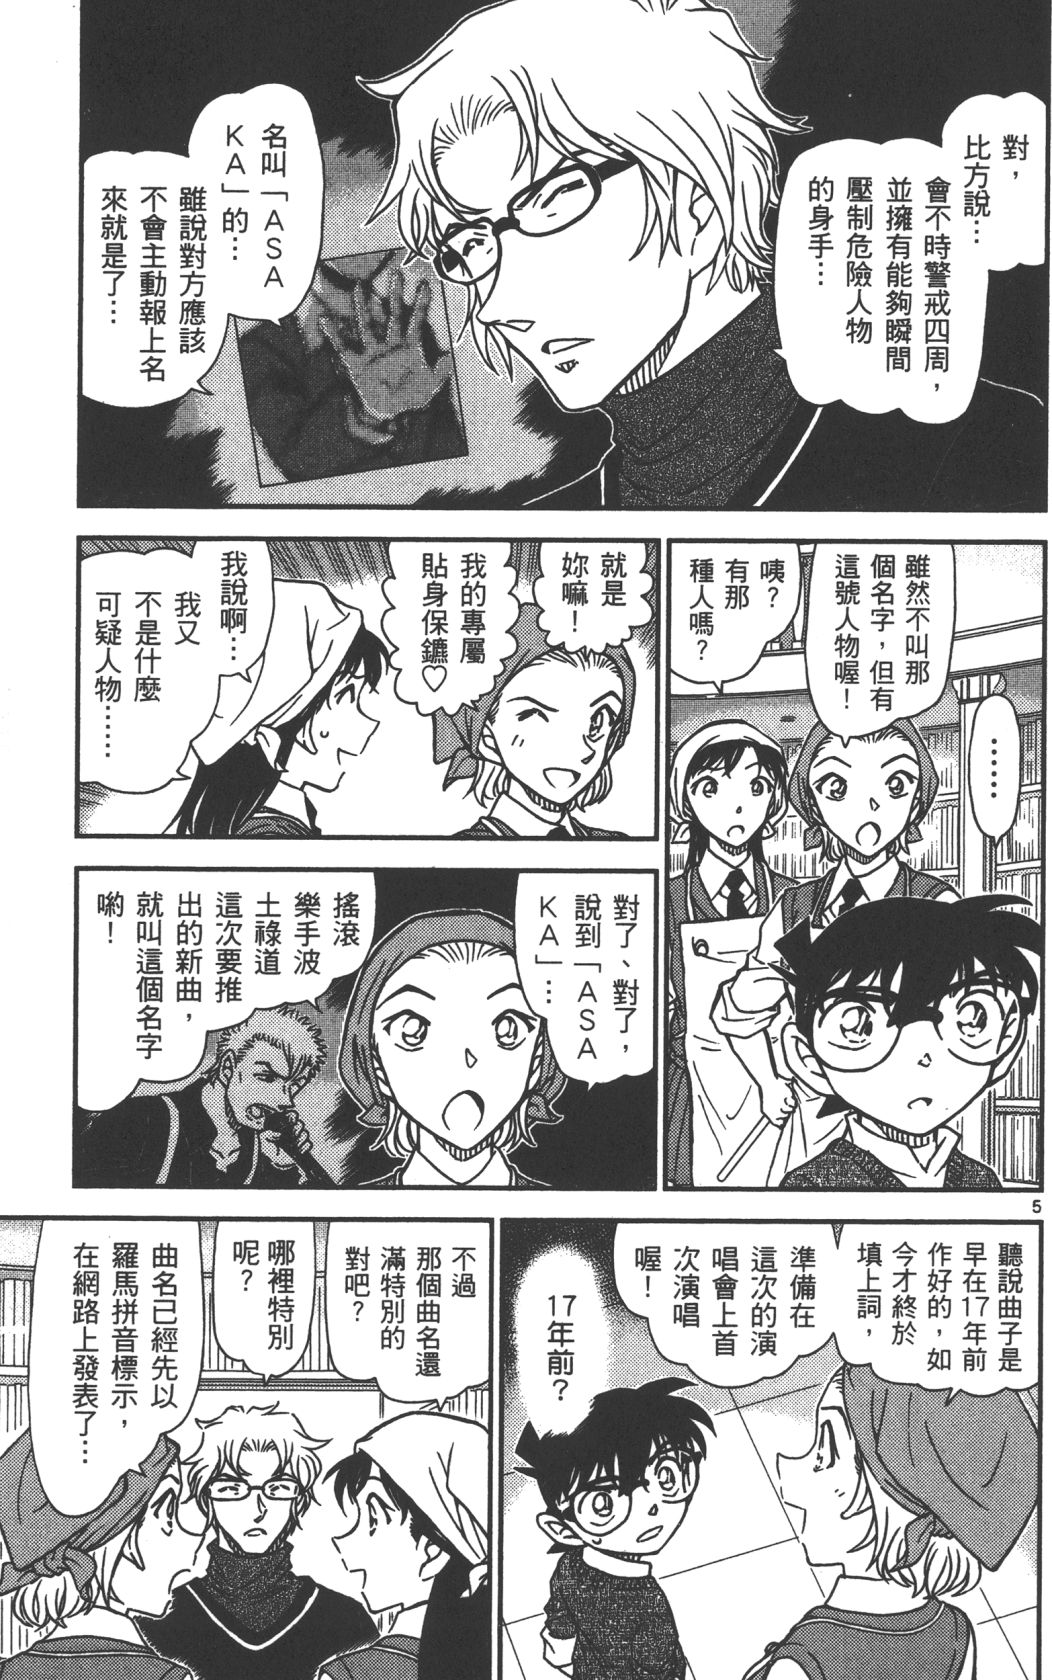 對，
比方說…
會不時警戒四周，
並擁有能夠瞬間
壓制危險人物
的身手…
名叫「ASA
KA」的…
雖說對方應該
不會主動報上名
來就是了…
……
雖然不叫那
個名字，但有
這號人物喔！
咦？
有那
種人嗎？
就是
妳嘛！
我的專屬
貼身保鑣♡
我說啊…
我又
不是什麼
可疑人物……
對了、對了，
說到「ASA
KA」…
搖滾
樂手波
土祿道
這次要推
出的新曲，
就叫這個名字
喲！
5
聽說曲子是
早在17年前
作好的，如
今才終於
填上詞，
準備在
這次的演
唱會上首
次演唱
喔！
17年前？
不過
那個曲名還
滿特別的
對吧？
哪裡特別
呢？
曲名已經先以
羅馬拼音標示，
在網路上發表了…